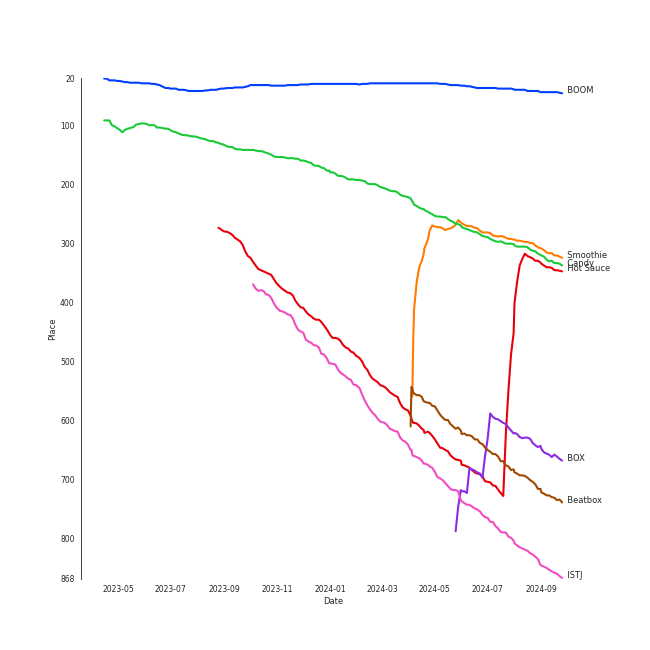 20
100
200
300
400
500
600
700
800
868
Place
2023-05
2023-07
2023-09
2023-11
2024-01
2024-03
2024-05
2024-07
2024-09
Date
BOOM
Smoothie
Candy
Hot Sauce
BOX
Beatbox
ISTJ